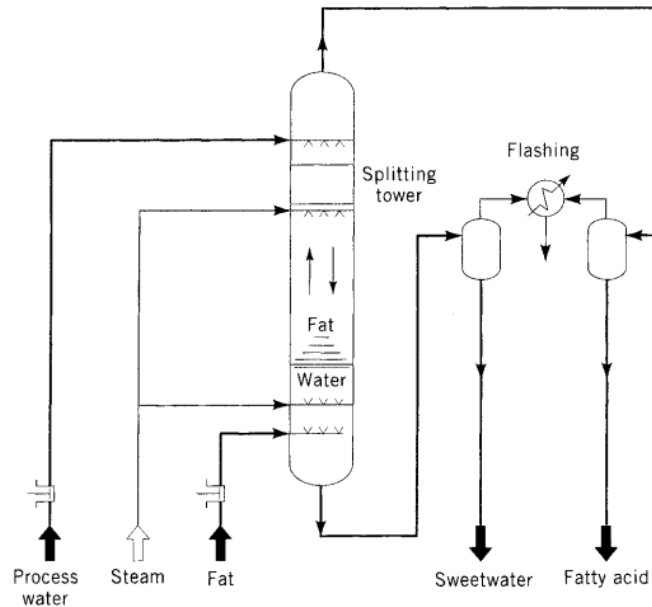 Flashing
Splitting
tower
Fat
Water
Process
water
Steam
Fat
Sweetwater
Fatty acid